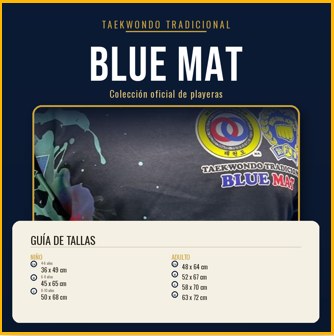 TAEKWONDO TRADICIONAL
BLUE MAT
Colección oficial de playeras
TAEKWONDO TRADICIONAL
BLUE MAT
GUÍA DE TALLAS
NIÑO
36 x 49 cm
45 x 65 cm
50 x 68 cm
ADULTO
48 x 64 cm
52 x 67 cm
58 x 70 cm
63 x 72 cm